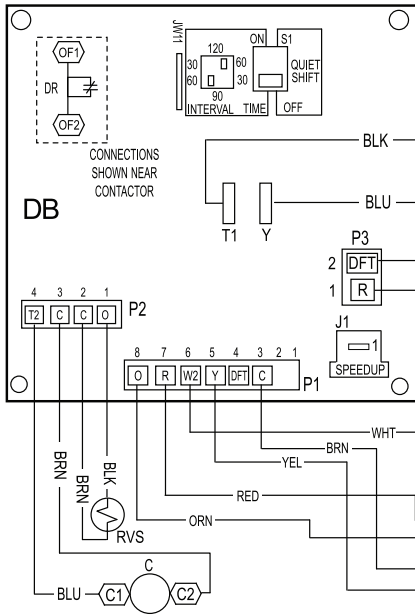 OF1
DR
OF2
CONNECTIONS
SHOWN NEAR
CONTACTOR
JW11
120
30 60
60 30
90
INTERVAL TIME
ON S1
QUIET
SHIFT
OFF
BLK
BLU
T1 Y
DB
P3
2 DFT
1 R
J1
1
SPEEDUP
4 3 2 1
T2 C C O
P2
8 7 6 5 4 3 2 1
O R W2 Y DFT C
P1
WHT
BRN
YEL
RED
ORN
BRN
BRN
BLK
RVS
C
BLU
C1 C2